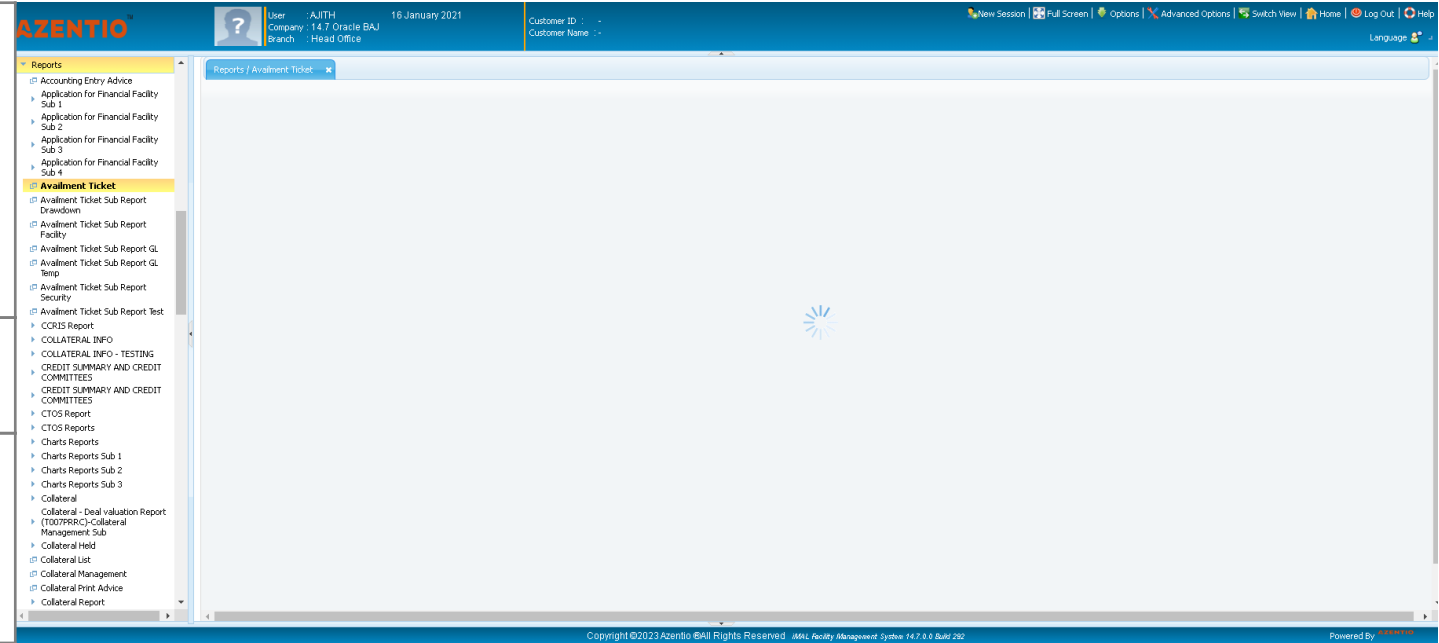 AZENTIO™
User : AJITH 16 January 2021
Company : 14.7 Oracle BAJ
Branch : Head Office
Customer ID : -
Customer Name : -
New Session | Full Screen | Options | Advanced Options | Switch View | Home | Log Out | Help
Language
Reports
Reports / Availment Ticket
Accounting Entry Advice
Application for Financial Facility
Sub 1
Application for Financial Facility
Sub 2
Application for Financial Facility
Sub 3
Application for Financial Facility
Sub 4
Availment Ticket
Availment Ticket Sub Report
Drawdown
Availment Ticket Sub Report
Facility
Availment Ticket Sub Report GL
Availment Ticket Sub Report GL
Temp
Availment Ticket Sub Report
Security
Availment Ticket Sub Report Test
CCRIS Report
COLLATERAL INFO
COLLATERAL INFO - TESTING
CREDIT SUMMARY AND CREDIT
COMMITTEES
CREDIT SUMMARY AND CREDIT
COMMITTEES
CTOS Report
CTOS Reports
Charts Reports
Charts Reports Sub 1
Charts Reports Sub 2
Charts Reports Sub 3
Collateral
Collateral - Deal valuation Report
(T007PRRC)-Collateral
Management Sub
Collateral Held
Collateral List
Collateral Management
Collateral Print Advice
Collateral Report
Copyright ©2023 Azentio ®All Rights Reserved iMAL Facility Management System 14.7.0.0 Build 292
Powered By AZENTIO